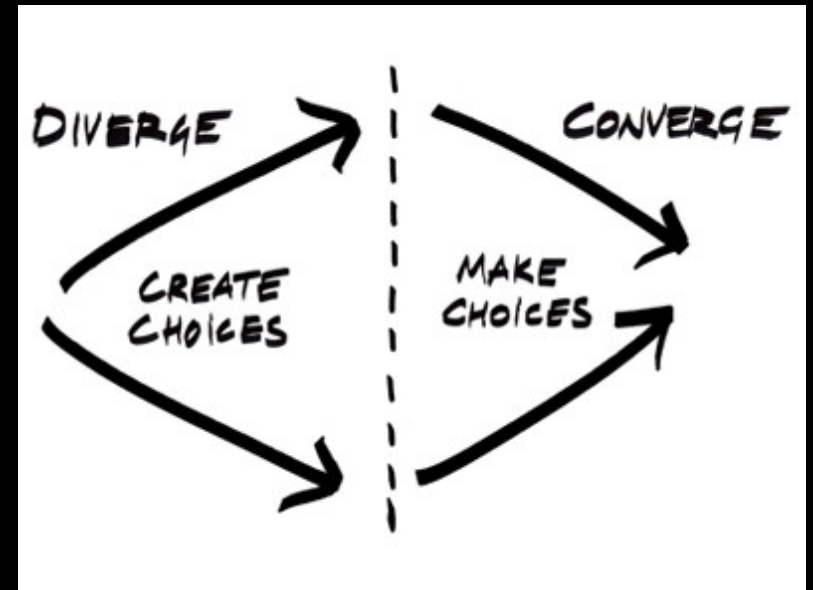 DIVERGE
CREATE
CHOICES
CONVERGE
MAKE
CHOICES